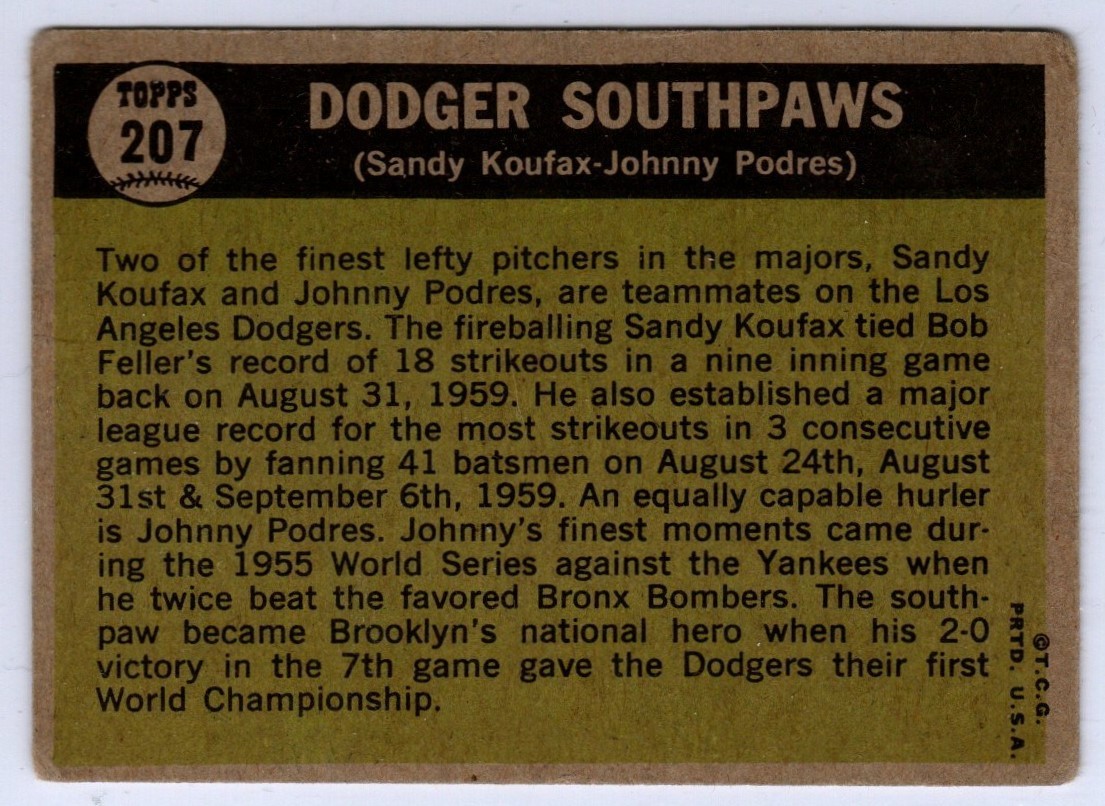 TOPPS
207
DODGER SOUTHPAWS
(Sandy Koufax-Johnny Podres)
Two of the finest lefty pitchers in the majors, Sandy
Koufax and Johnny Podres, are teammates on the Los
Angeles Dodgers. The fireballing Sandy Koufax tied Bob
Feller's record of 18 strikeouts in a nine inning game
back on August 31, 1959. He also established a major
league record for the most strikeouts in 3 consecutive
games by fanning 41 batsmen on August 24th, August
31st & September 6th, 1959. An equally capable hurler
is Johnny Podres. Johnny's finest moments came dur-
ing the 1955 World Series against the Yankees when
he twice beat the favored Bronx Bombers. The south-
paw became Brooklyn's national hero when his 2-0
victory in the 7th game gave the Dodgers their first
World Championship.
©T.C.G.
PRTD. U.S.A.